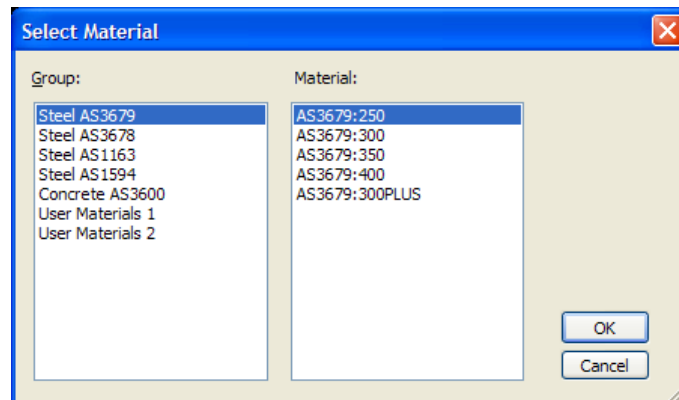 Select Material
Group:
Material:
Steel AS3679
Steel AS3678
Steel AS1163
Steel AS1594
Concrete AS3600
User Materials 1
User Materials 2
AS3679:250
AS3679:300
AS3679:350
AS3679:400
AS3679:300PLUS
OK
Cancel